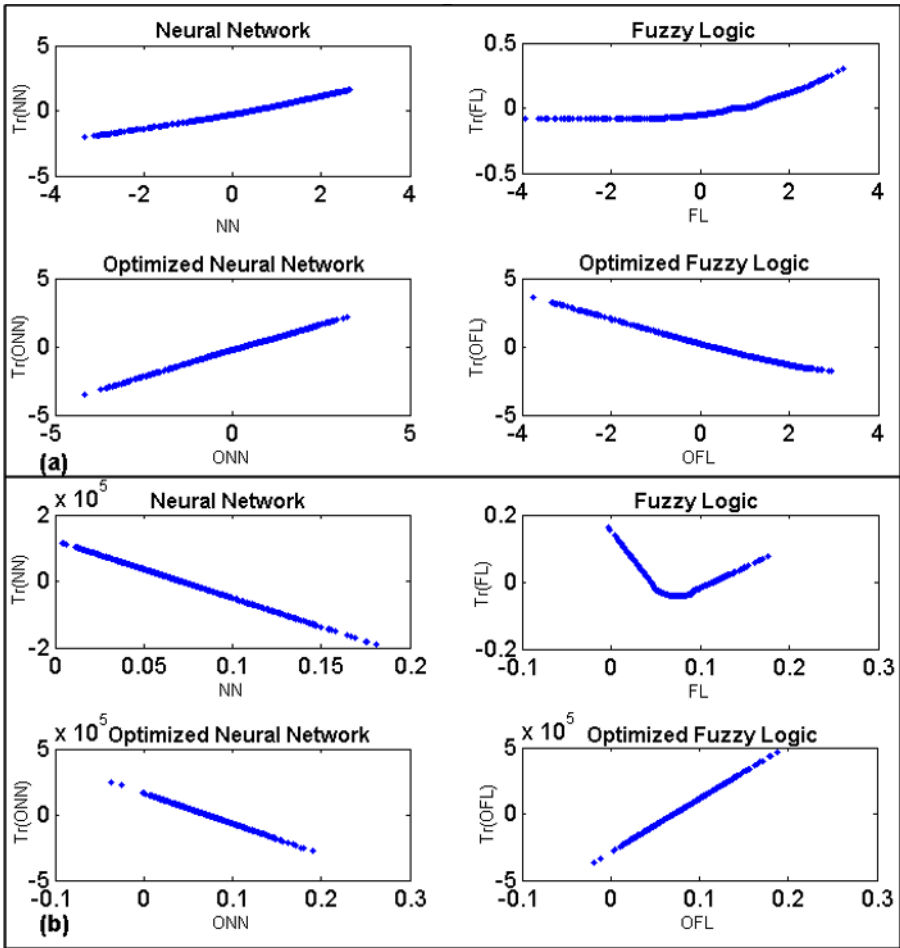 Neural Network
Fuzzy Logic
5
0
-5
Tr(NN)
-4 -2 0 2 4
NN
0.5
0
-0.5
Tr(FL)
-4 -2 0 2 4
FL
Optimized Neural Network
Optimized Fuzzy Logic
5
0
-5
Tr(ONN)
-5 0 5
ONN
5
0
-5
Tr(OFL)
-4 -2 0 2 4
OFL
(a)
x 10^5
Neural Network
Fuzzy Logic
2
0
-2
Tr(NN)
0 0.05 0.1 0.15 0.2
NN
0.2
0
-0.2
Tr(FL)
-0.1 0 0.1 0.2 0.3
FL
x 10^5
Optimized Neural Network
x 10^5
Optimized Fuzzy Logic
5
0
-5
Tr(ONN)
-0.1 0 0.1 0.2 0.3
ONN
5
0
-5
Tr(OFL)
-0.1 0 0.1 0.2 0.3
OFL
(b)